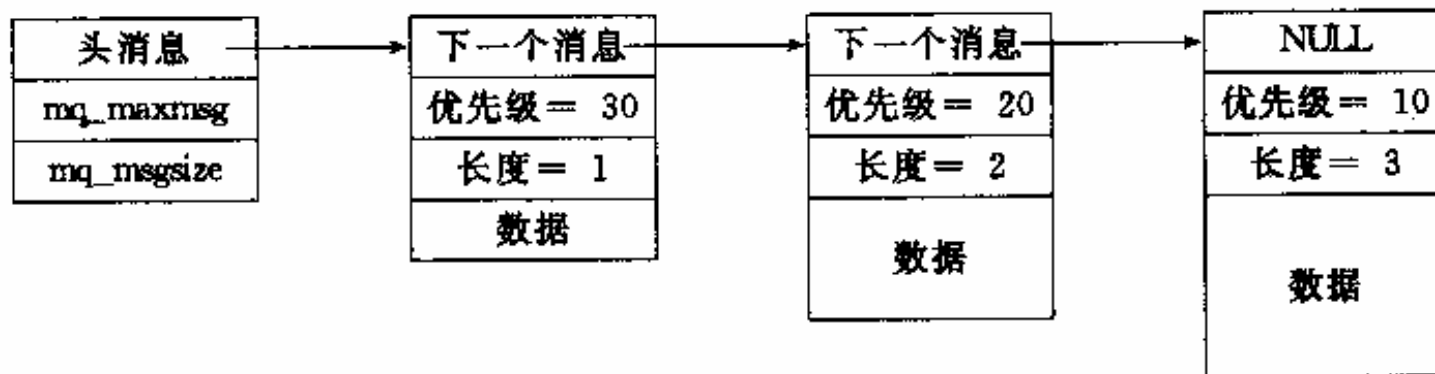 头消息
mq_maxmsg
mq_msgsize
下一个消息
优先级= 30
长度= 1
数据
下一个消息
优先级= 20
长度= 2
数据
NULL
优先级= 10
长度= 3
数据